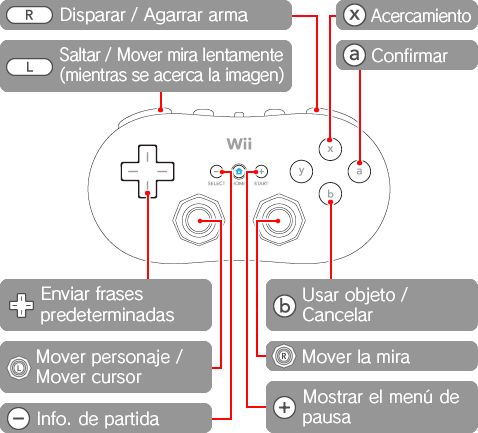 R Disparar / Agarrar arma
L Saltar / Mover mira lentamente
(mientras se acerca la imagen)
x Acercamiento
a Confirmar
Wii
x
y
a
b
SELECT HOME START
Enviar frases
predeterminadas
L Mover personaje /
Mover cursor
− Info. de partida
b Usar objeto /
Cancelar
R Mover la mira
+ Mostrar el menú de
pausa